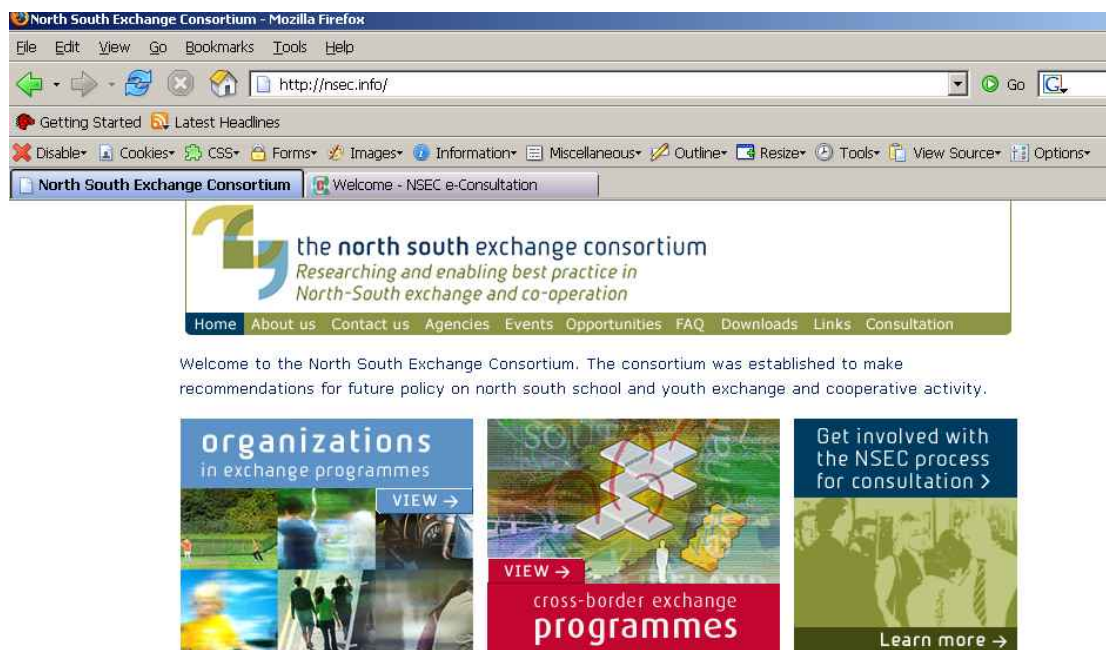 North South Exchange Consortium - Mozilla Firefox
File Edit View Go Bookmarks Tools Help
http://nsec.info/ Go G
Getting Started Latest Headlines
Disable Cookies CSS Forms Images Information Miscellaneous Outline Resize Tools View Source Options
North South Exchange Consortium Welcome - NSEC e-Consultation
the north south exchange consortium
Researching and enabling best practice in
North-South exchange and co-operation
Home About us Contact us Agencies Events Opportunities FAQ Downloads Links Consultation
Welcome to the North South Exchange Consortium. The consortium was established to make
recommendations for future policy on north south school and youth exchange and cooperative activity.
organizations
in exchange programmes
VIEW →
SOUT
VIEW →
cross-border exchange
programmes
Get involved with
the NSEC process
for consultation >
Learn more →